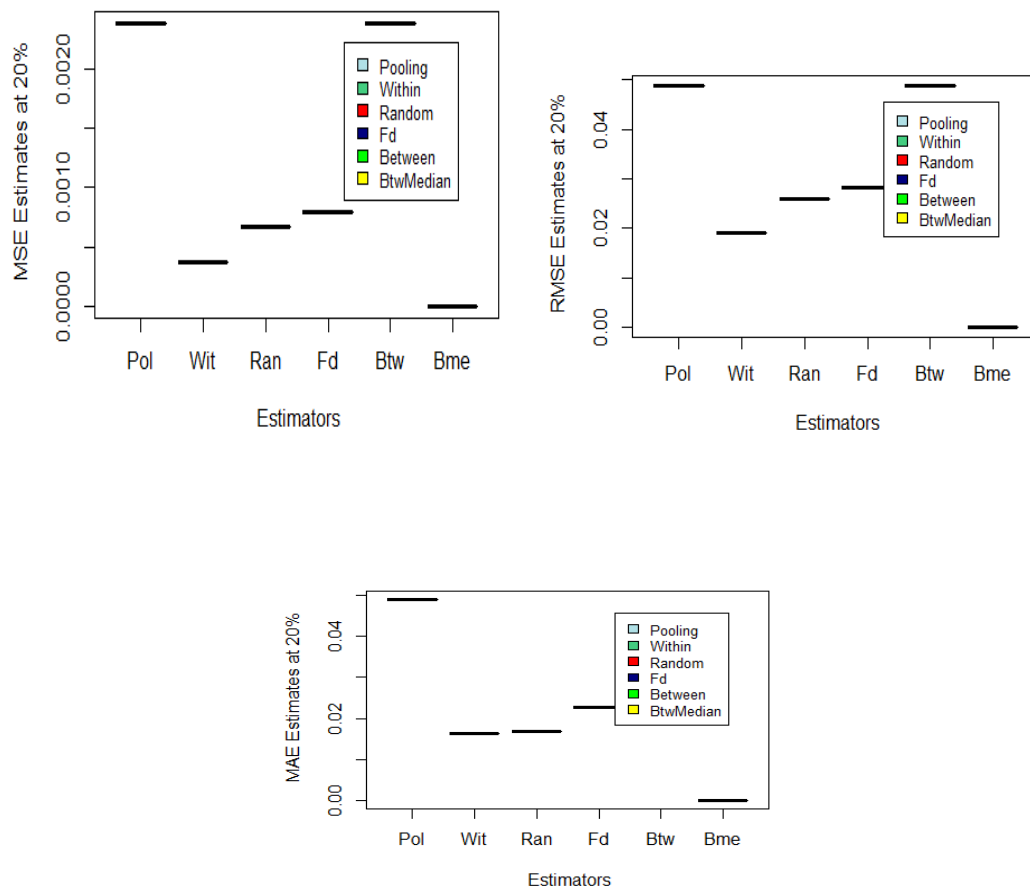 MSE Estimates at 20%
0.0020
0.0010
0.0000
Pooling
Within
Random
Fd
Between
BtwMedian
Pol Wit Ran Fd Btw Bme
Estimators
RMSE Estimates at 20%
0.04
0.02
0.00
Pooling
Within
Random
Fd
Between
BtwMedian
Pol Wit Ran Fd Btw Bme
Estimators
MAE Estimates at 20%
0.04
0.02
0.00
Pooling
Within
Random
Fd
Between
BtwMedian
Pol Wit Ran Fd Btw Bme
Estimators